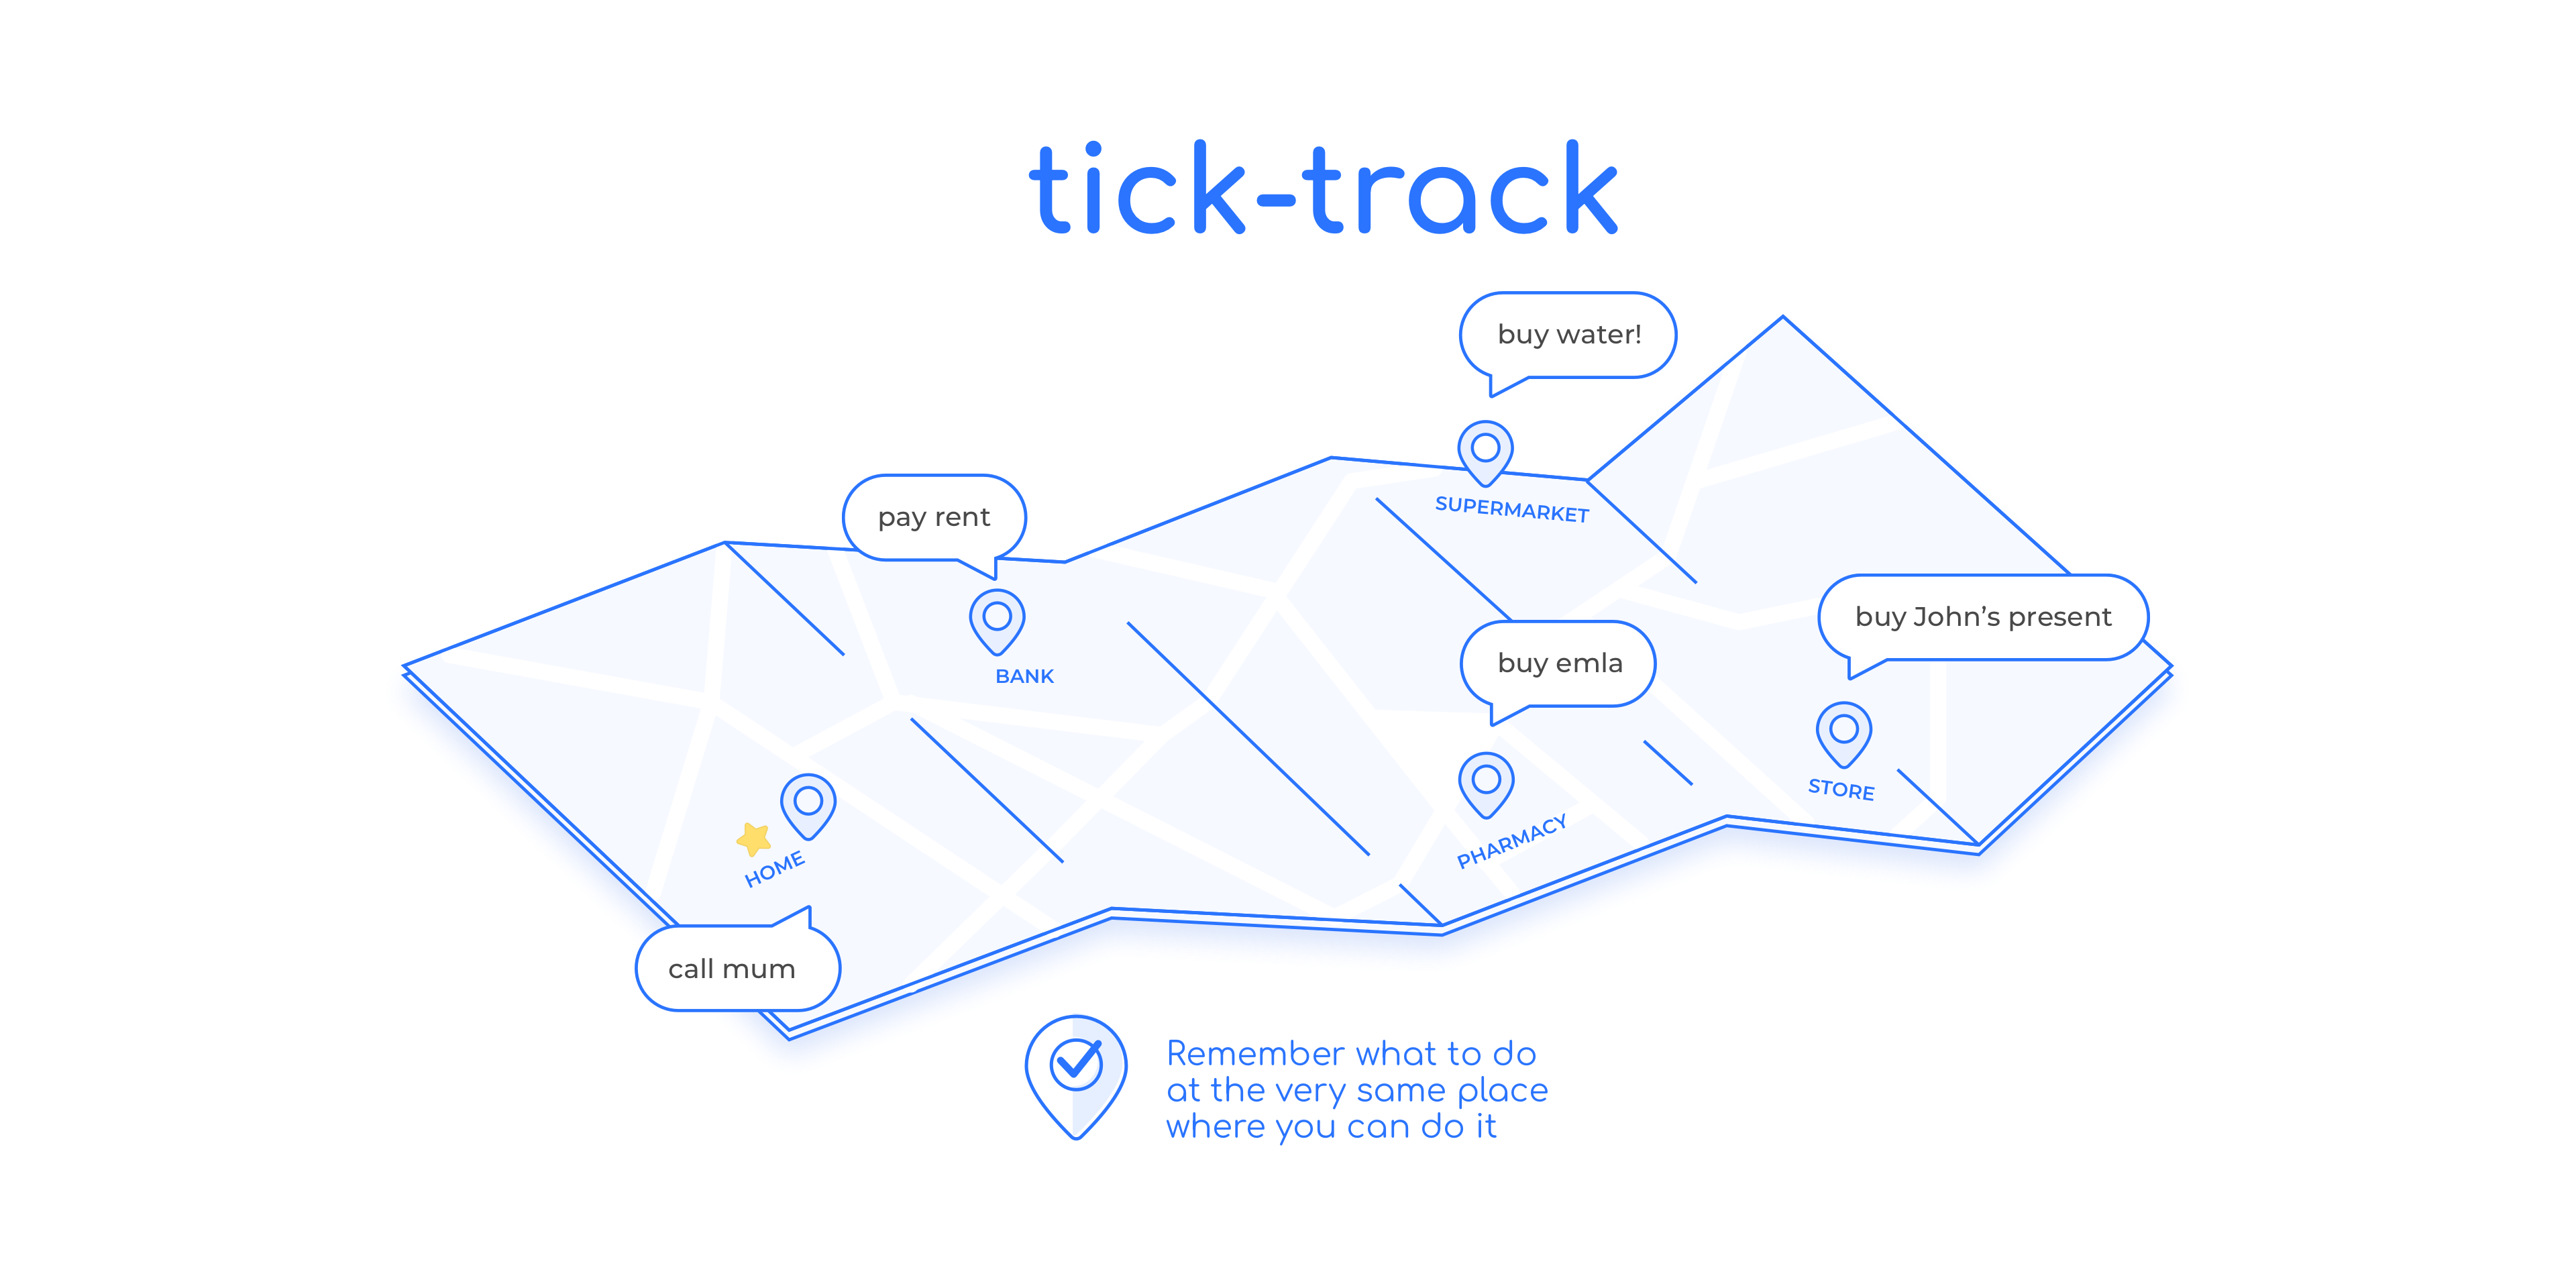 tick-track
buy water!
SUPERMARKET
pay rent
BANK
buy John’s present
STORE
buy emla
PHARMACY
HOME
call mum
Remember what to do
at the very same place
where you can do it